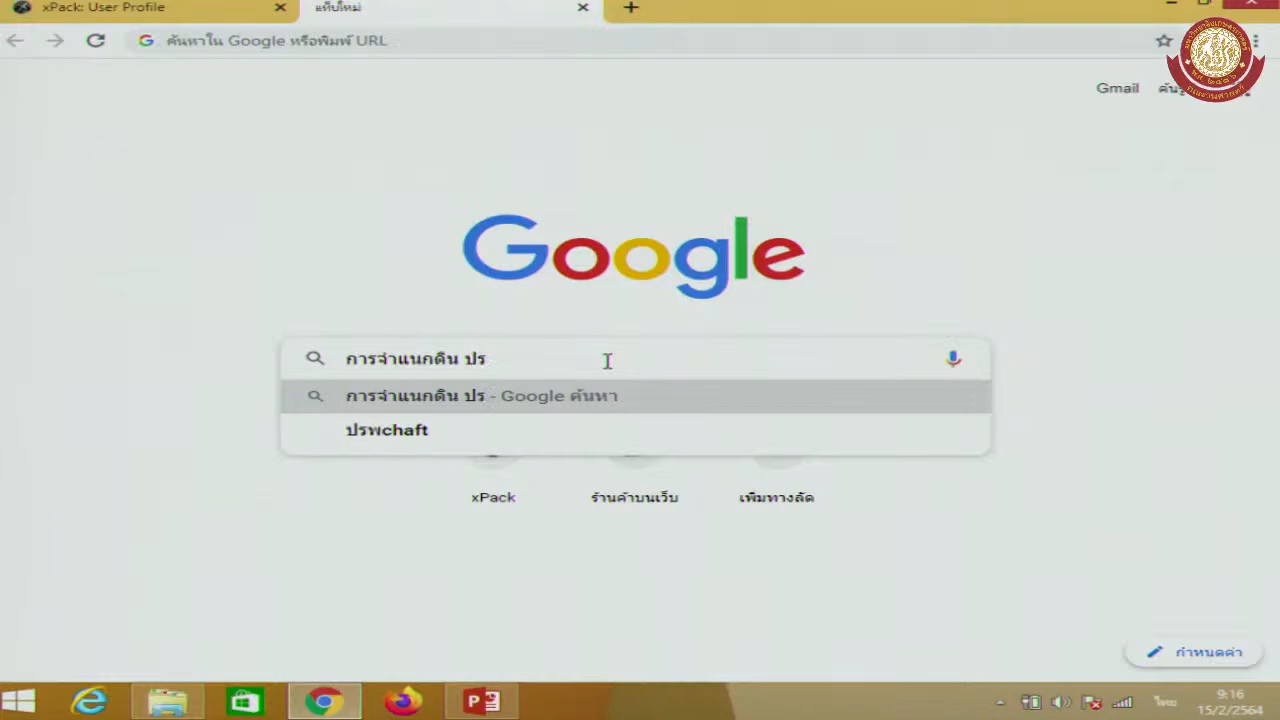 xPack: User Profile
แท็บใหม่
ค้นหาใน Google หรือพิมพ์ URL
Gmail
Google
การจำแนกดิน ปร
การจำแนกดิน ปร - Google ค้นหา
ปรพchaft
xPack
ร้านค้าบนเว็บ
เพิ่มทางลัด
กำหนดค่า
ไทย
9:16
15/2/2564